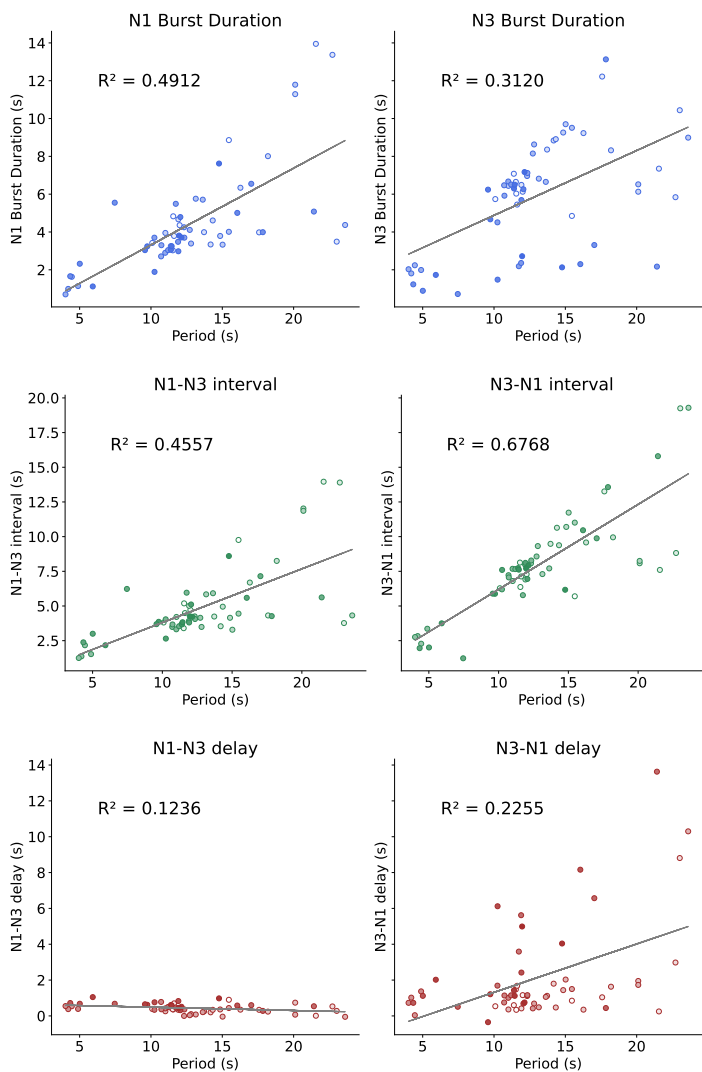 N1 Burst Duration
R² = 0.4912
N1 Burst Duration (s)
14
12
10
8
6
4
2
5
10
15
20
Period (s)
N3 Burst Duration
R² = 0.3120
N3 Burst Duration (s)
5
10
15
20
Period (s)
N1-N3 interval
R² = 0.4557
N1-N3 interval (s)
20.0
17.5
15.0
12.5
10.0
7.5
5.0
2.5
5
10
15
20
Period (s)
N3-N1 interval
R² = 0.6768
N3-N1 interval (s)
5
10
15
20
Period (s)
N1-N3 delay
R² = 0.1236
N1-N3 delay (s)
14
12
10
8
6
4
2
0
5
10
15
20
Period (s)
N3-N1 delay
R² = 0.2255
N3-N1 delay (s)
5
10
15
20
Period (s)